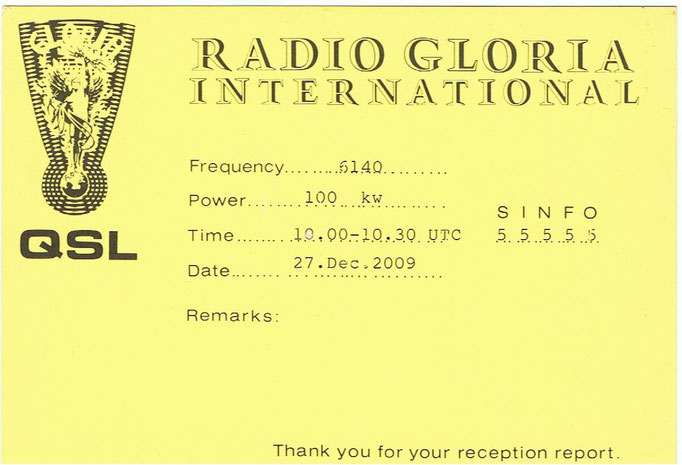 GLORIA
RADIO GLORIA
INTERNATIONAL
Frequency......6140........
Power........100 kw........
Time........10.00-10.30 UTC
Date........27.Dec.2009....
SINFO
5 5 5 5 5
Remarks:
QSL
Thank you for your reception report.